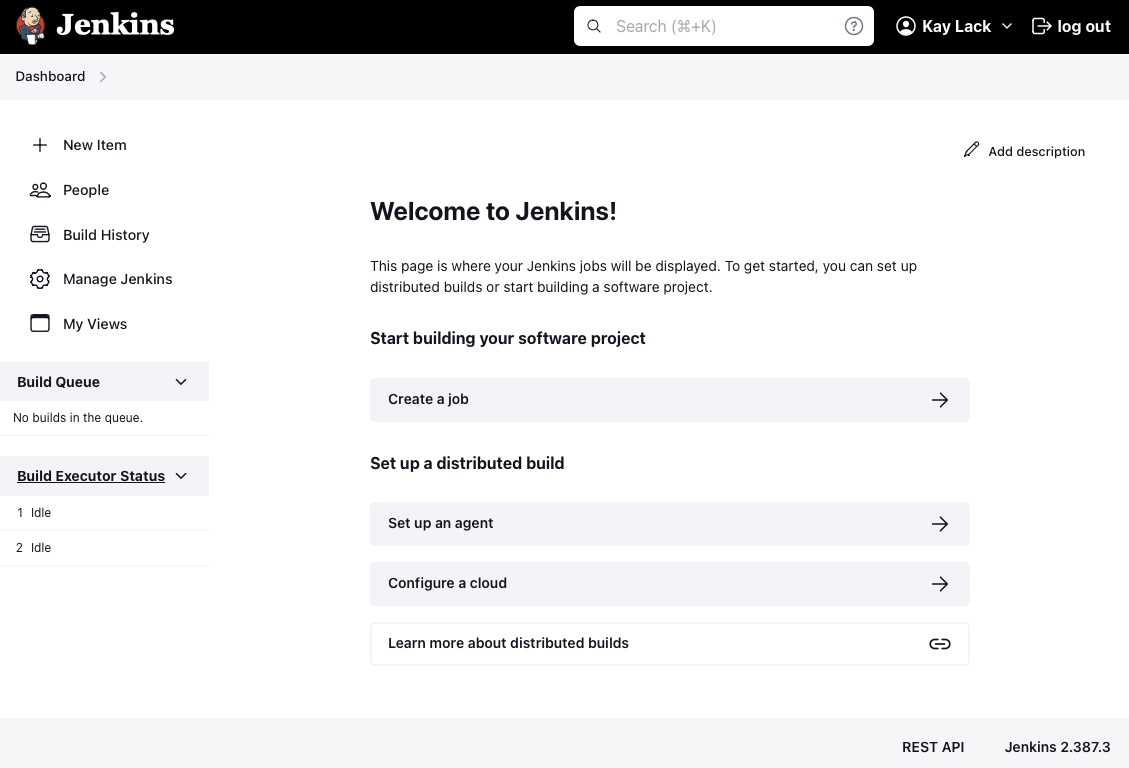 Jenkins
Search (⌘+K)
Kay Lack
log out
Dashboard
New Item
People
Build History
Manage Jenkins
My Views
Build Queue
No builds in the queue.
Build Executor Status
1 Idle
2 Idle
Add description
Welcome to Jenkins!
This page is where your Jenkins jobs will be displayed. To get started, you can set up
distributed builds or start building a software project.
Start building your software project
Create a job
Set up a distributed build
Set up an agent
Configure a cloud
Learn more about distributed builds
REST API
Jenkins 2.387.3